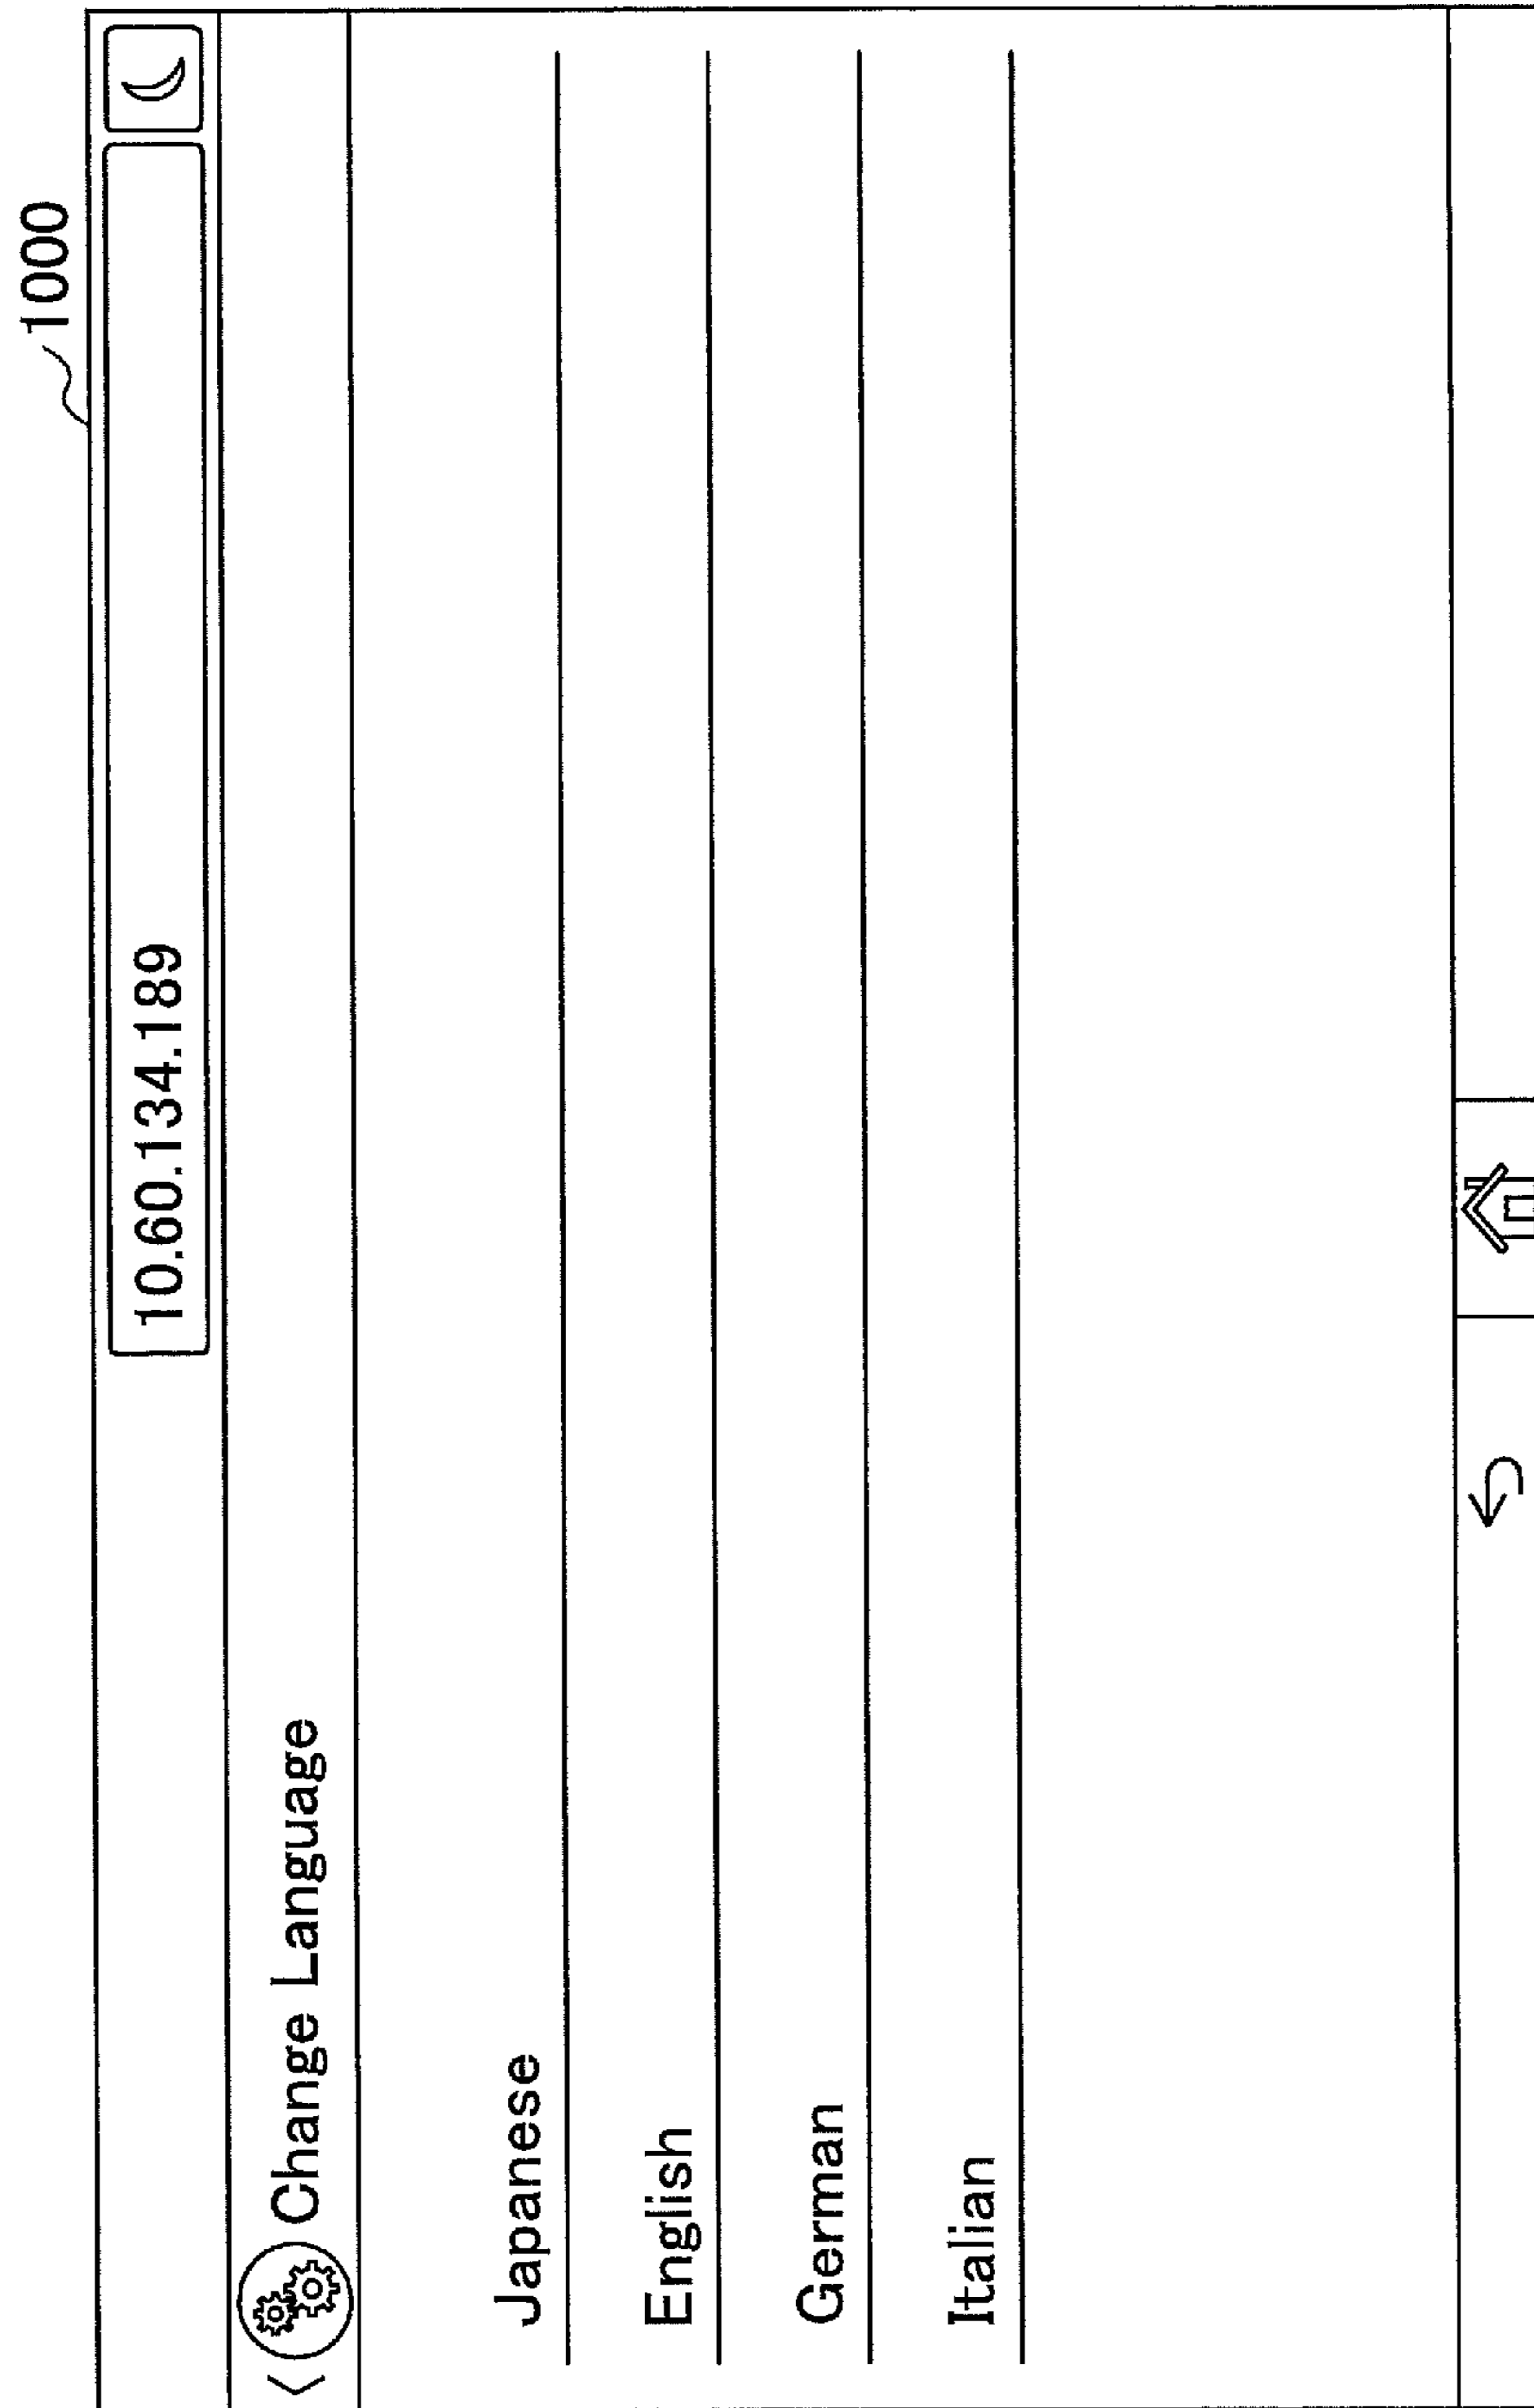 1000
10.60.134.189
< Change Language
Japanese
English
German
Italian